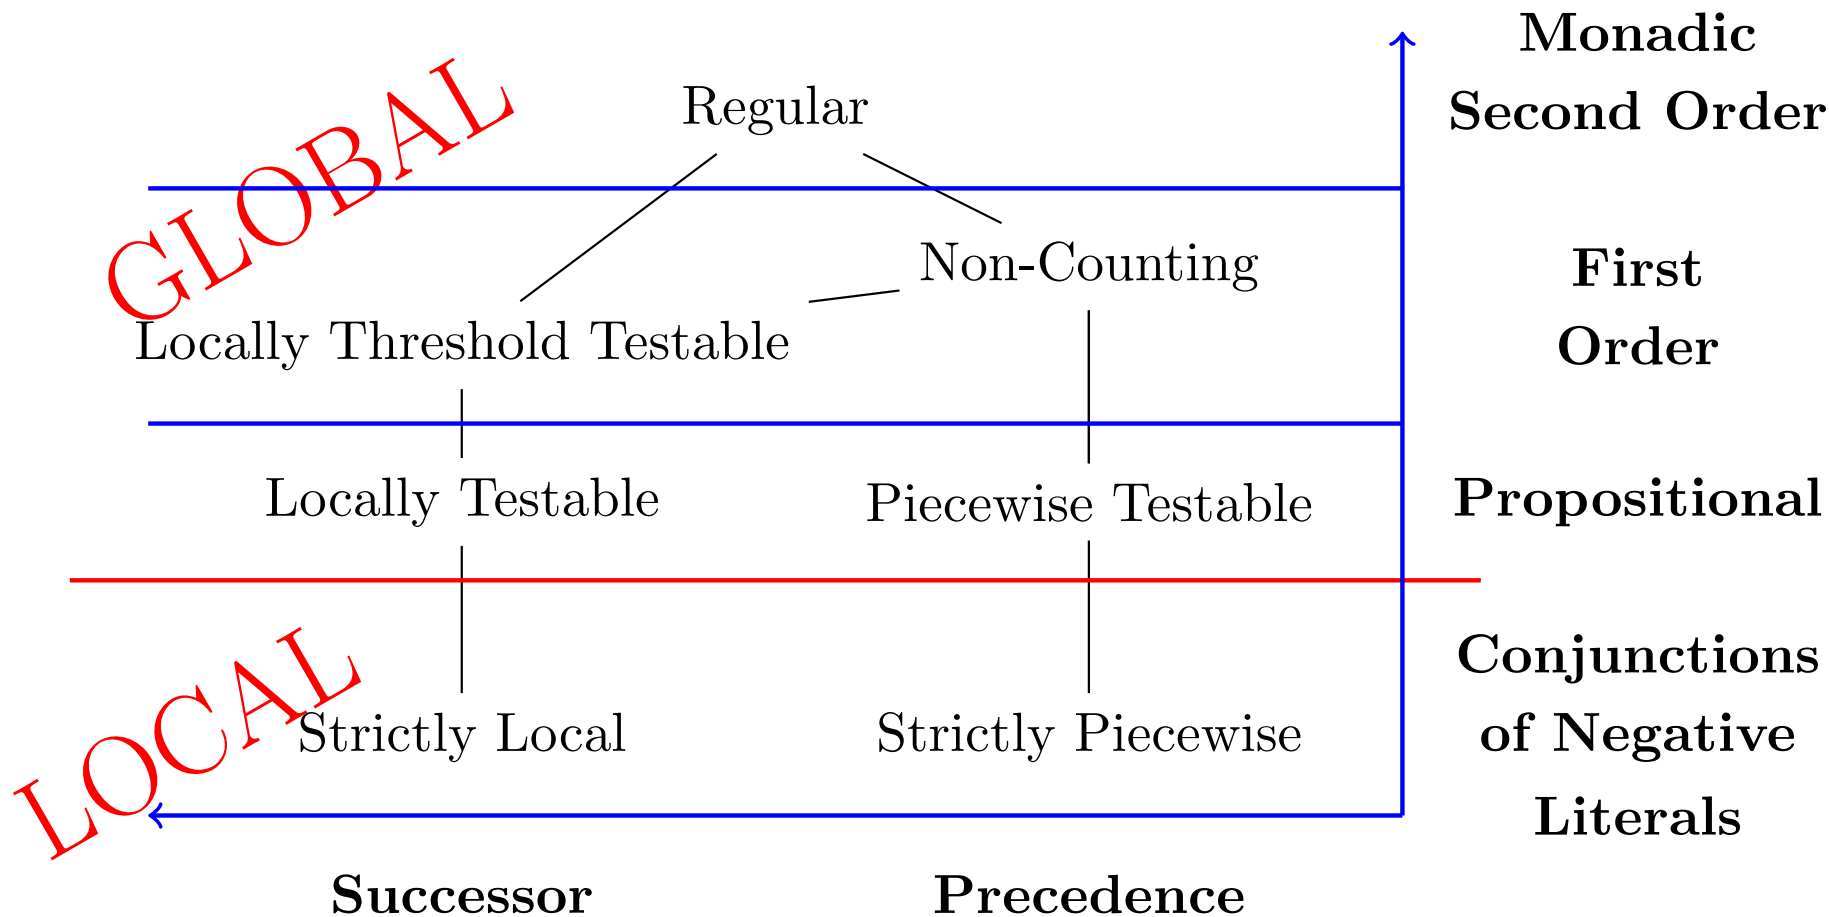 Monadic
Second Order
GLOBAL
Regular
Non-Counting
First
Order
Locally Threshold Testable
Locally Testable
Piecewise Testable
Propositional
LOCAL
Strictly Local
Strictly Piecewise
Conjunctions
of Negative
Literals
Successor
Precedence